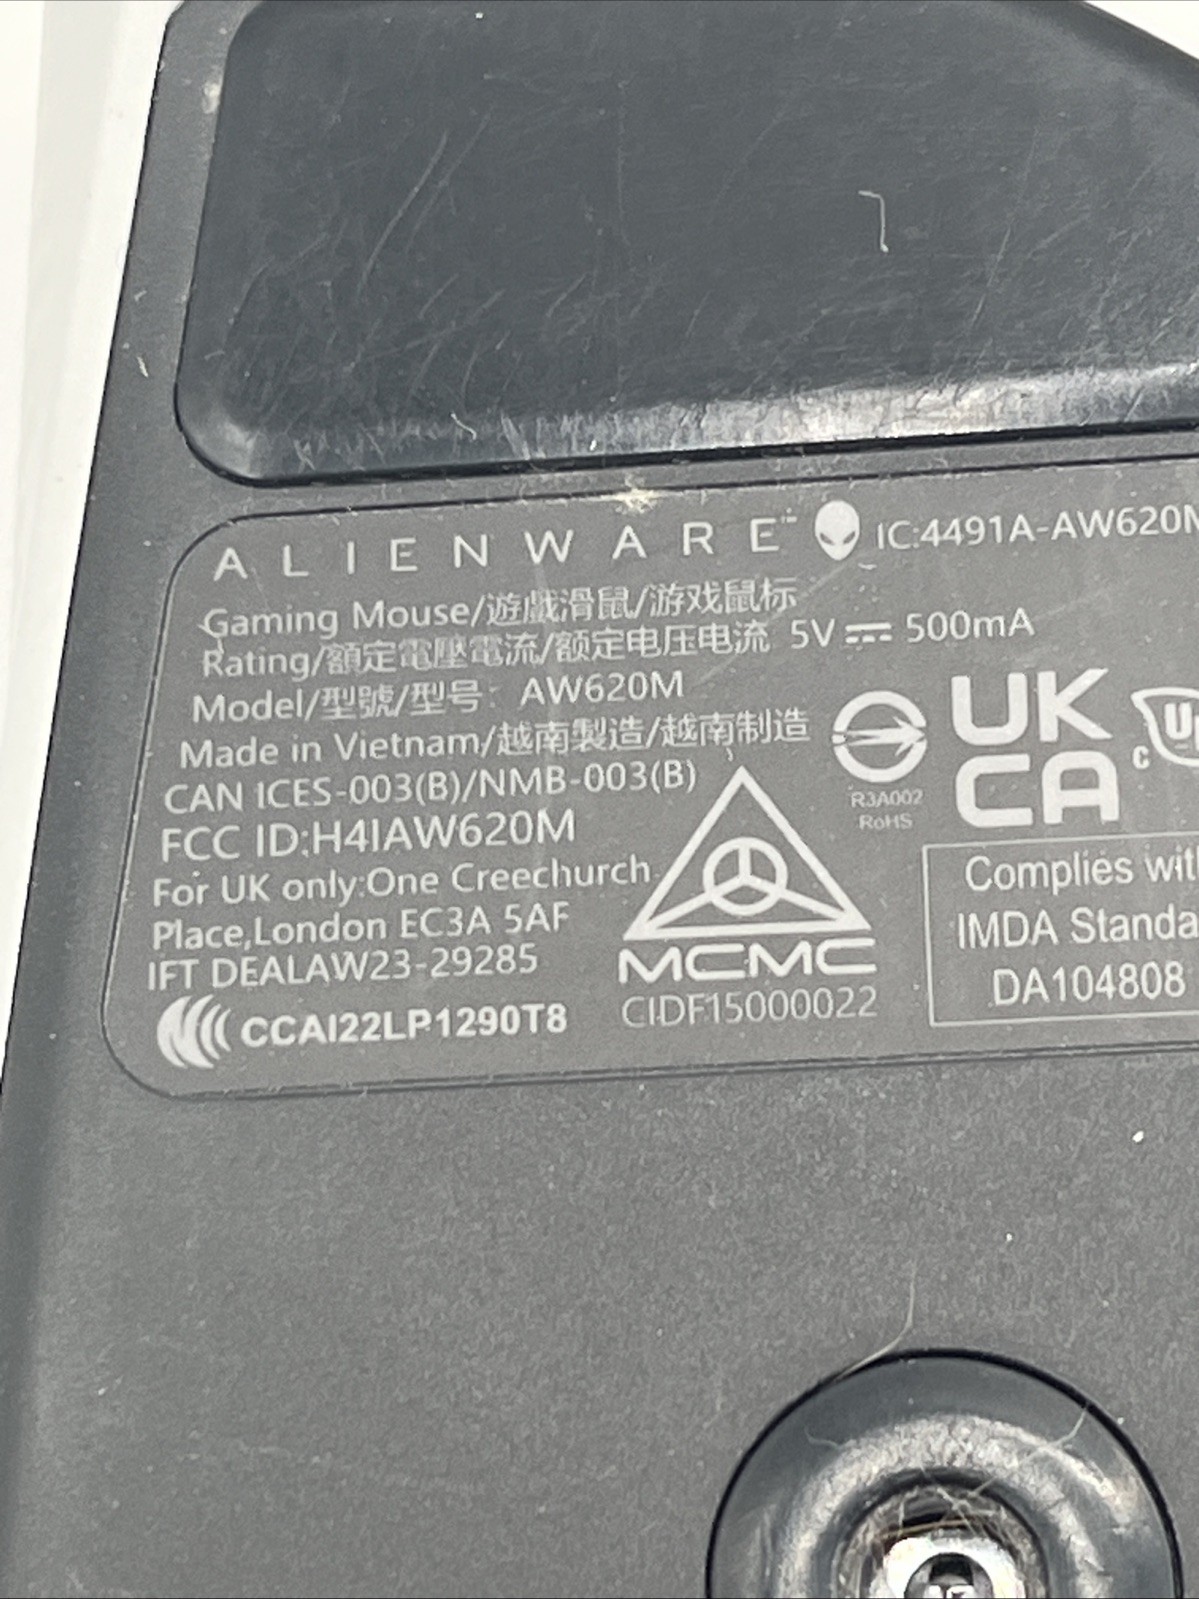 ALIENWARE™ IC:4491A-AW620M
Gaming Mouse/遊戲滑鼠/游戏鼠标
Rating/額定電壓電流/额定电压电流 5V 500mA
Model/型號/型号: AW620M
Made in Vietnam/越南製造/越南制造
CAN ICES-003(B)/NMB-003(B)
FCC ID:H4IAW620M
For UK only:One Creechurch
Place,London EC3A 5AF
IFT DEALAW23-29285
CCAI22LP1290T8
R3A002
RoHS
UK
CA
MCMC
CIDF15000022
c
Complies with
IMDA Standa
DA104808